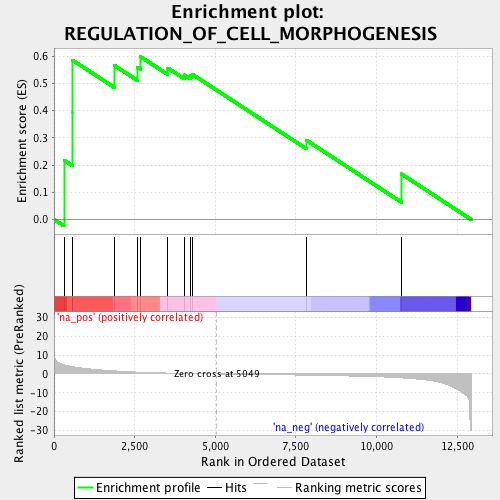 Enrichment plot:
REGULATION_OF_CELL_MORPHOGENESIS
Enrichment score (ES)
0.6
0.5
0.4
0.3
0.2
0.1
0.0
'na_pos' (positively correlated)
Ranked list metric (PreRanked)
30
20
10
0
-10
-20
-30
Zero cross at 5049
'na_neg' (negatively correlated)
0
2,500
5,000
7,500
10,000
12,500
Rank in Ordered Dataset
Enrichment profile
Hits
Ranking metric scores